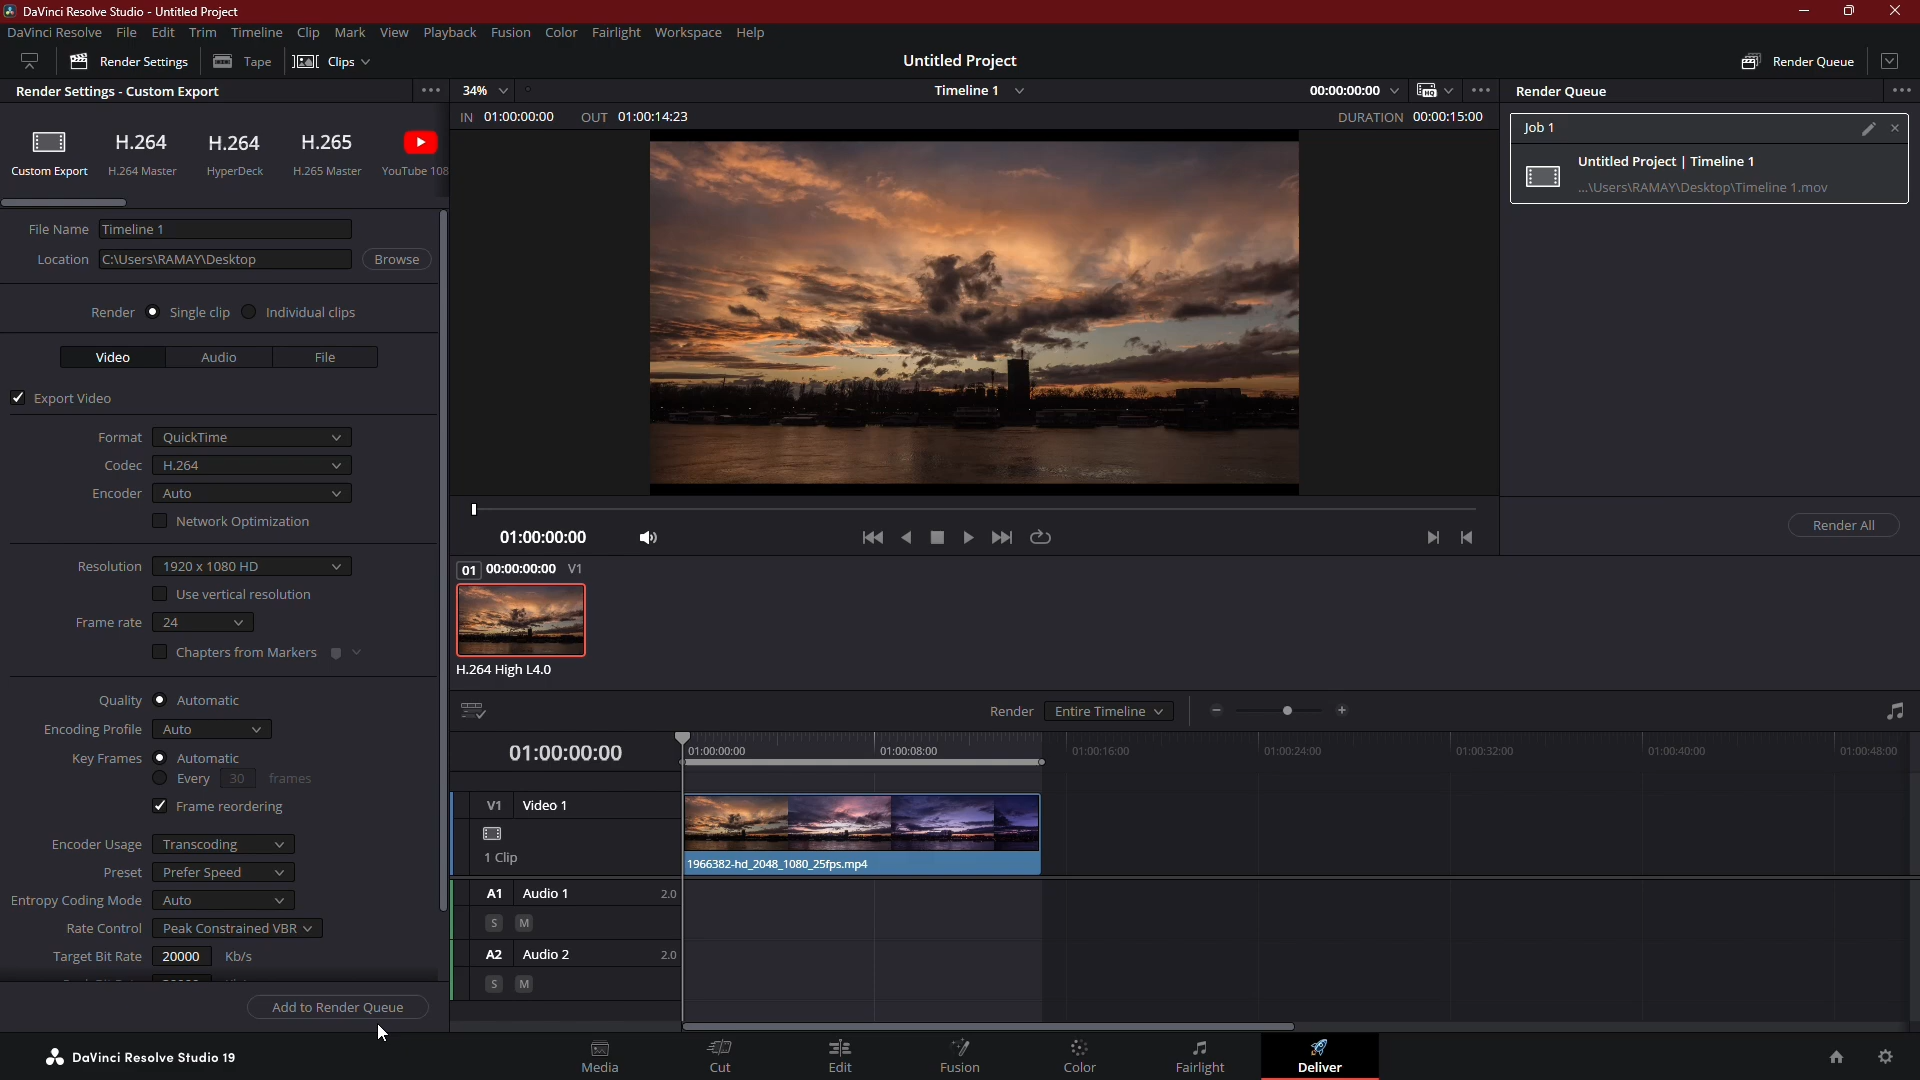 DaVinci Resolve Studio - Untitled Project
DaVinci Resolve File Edit Trim Timeline Clip Mark View Playback Fusion Color Fairlight Workspace Help
Render Settings Tape Clips Untitled Project Render Queue
Render Settings - Custom Export 34% Timeline 1 00:00:00:00 Render Queue
IN 01:00:00:00 OUT 01:00:14:23 DURATION 00:00:15:00
H.264 H.264 H.265
Custom Export H.264 Master HyperDeck H.265 Master YouTube 108
Job 1
Untitled Project | Timeline 1
...\Users\RAMAY\Desktop\Timeline 1.mov
File Name Timeline 1
Location C:\Users\RAMAY\Desktop Browse
Render Single clip Individual clips
Video Audio File
Export Video
Format QuickTime
Codec H.264
Encoder Auto
Network Optimization
Render All
01:00:00:00
Resolution 1920 x 1080 HD
Use vertical resolution
Frame rate 24
Chapters from Markers
01 00:00:00:00 V1
H.264 High L4.0
Quality Automatic
Encoding Profile Auto
Key Frames Automatic
Every 30 frames
Frame reordering
Encoder Usage Transcoding
Preset Prefer Speed
Entropy Coding Mode Auto
Rate Control Peak Constrained VBR
Target Bit Rate 20000 Kb/s
Add to Render Queue
Render Entire Timeline
01:00:00:00 01:00:00:00 01:00:08:00 01:00:16:00 01:00:24:00 01:00:32:00 01:00:40:00 01:00:48:00
V1 Video 1
1 Clip
1966382-hd_2048_1080_25fps.mp4
A1 Audio 1 2.0
S M
A2 Audio 2 2.0
S M
DaVinci Resolve Studio 19
Media Cut Edit Fusion Color Fairlight Deliver